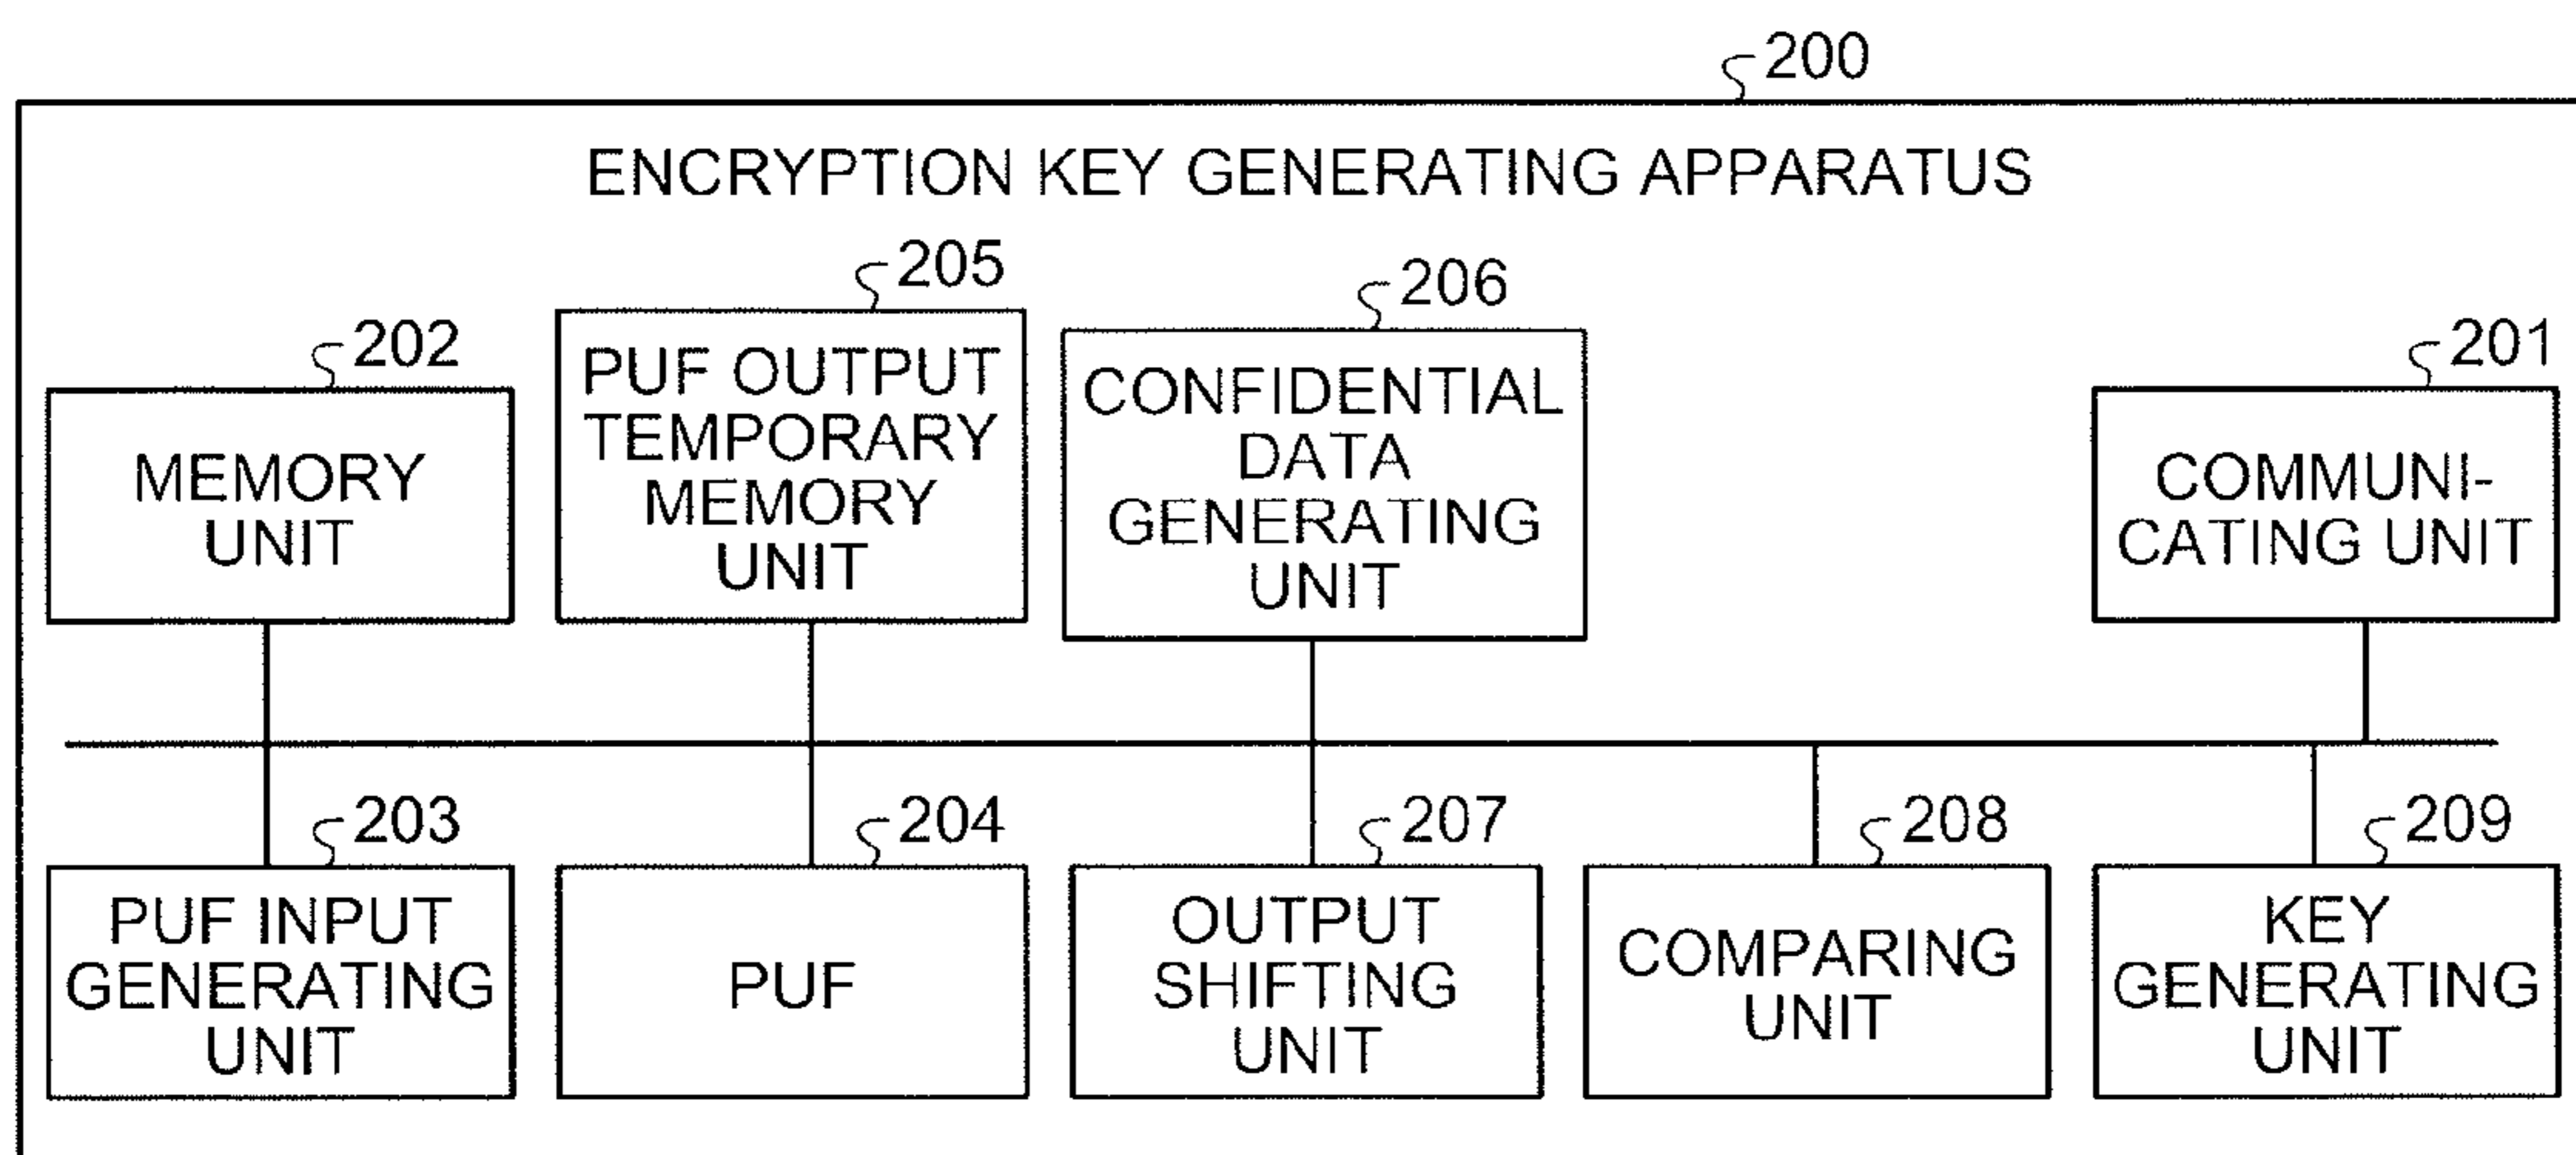 200
ENCRYPTION KEY GENERATING APPARATUS
202
MEMORY
UNIT
205
PUF OUTPUT
TEMPORARY
MEMORY
UNIT
206
CONFIDENTIAL
DATA
GENERATING
UNIT
201
COMMUNI-
CATING UNIT
203
PUF INPUT
GENERATING
UNIT
204
PUF
207
OUTPUT
SHIFTING
UNIT
208
COMPARING
UNIT
209
KEY
GENERATING
UNIT